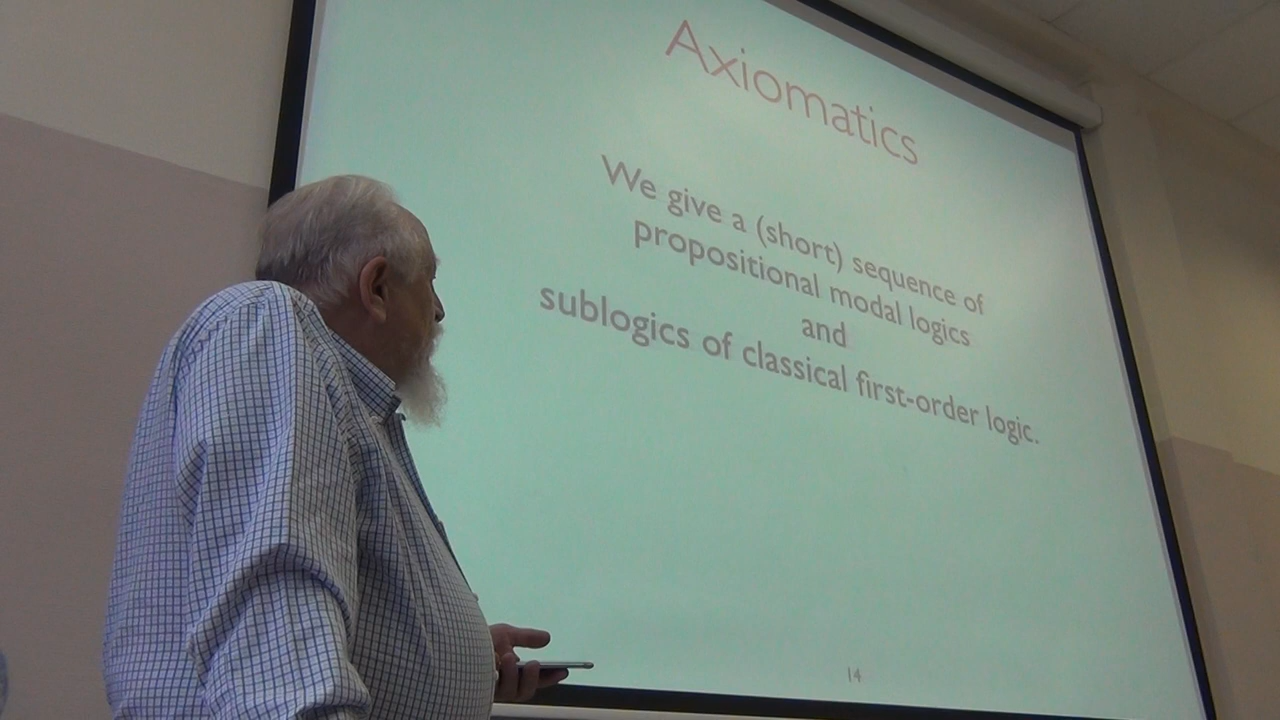 Axiomatics
We give a (short) sequence of
propositional modal logics
and
sublogics of classical first-order logic.
14